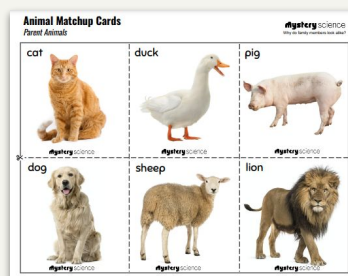 Animal Matchup Cards
Parent Animals
Mystery science
Why do family members look alike?
cat
duck
pig
Mystery science
Mystery science
Mystery science
dog
sheep
lion
Mystery science
Mystery science
Mystery science